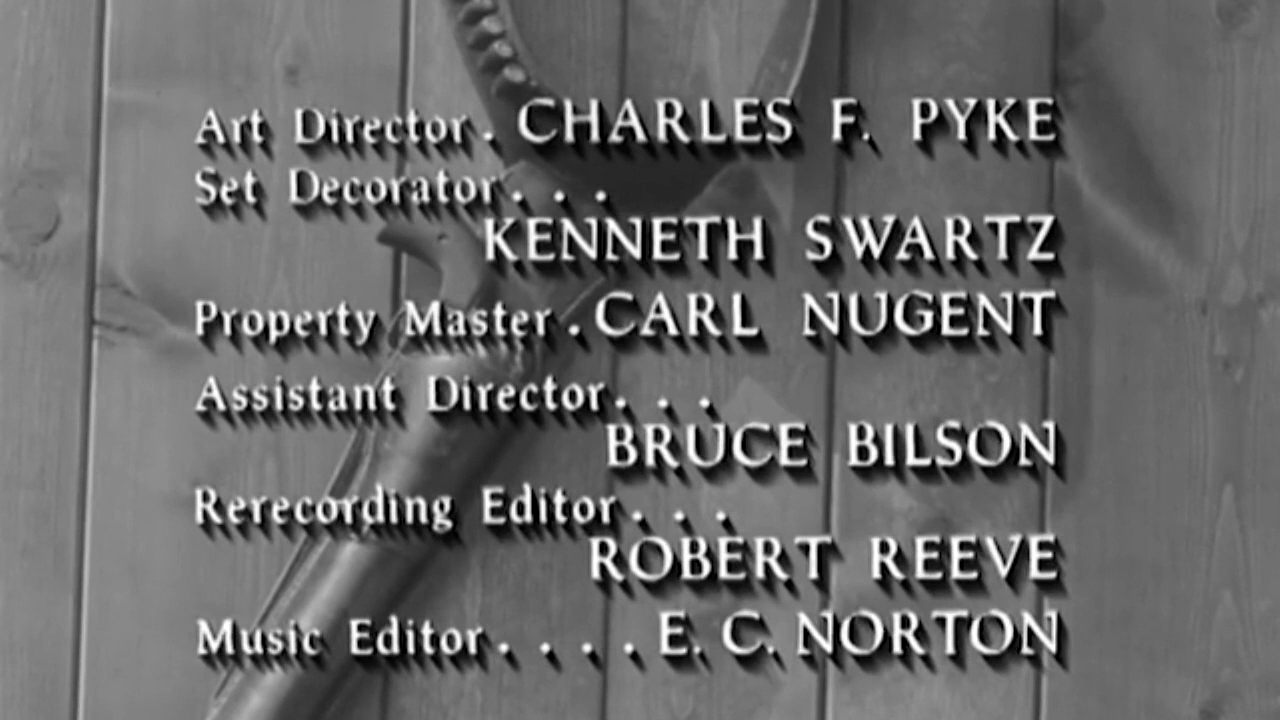 Art Director. CHARLES F. PYKE
Set Decorator. . .
KENNETH SWARTZ
Property Master. CARL NUGENT
Assistant Director. . .
BRUCE BILSON
Rerecording Editor. . .
ROBERT REEVE
Music Editor. . . . E. C. NORTON